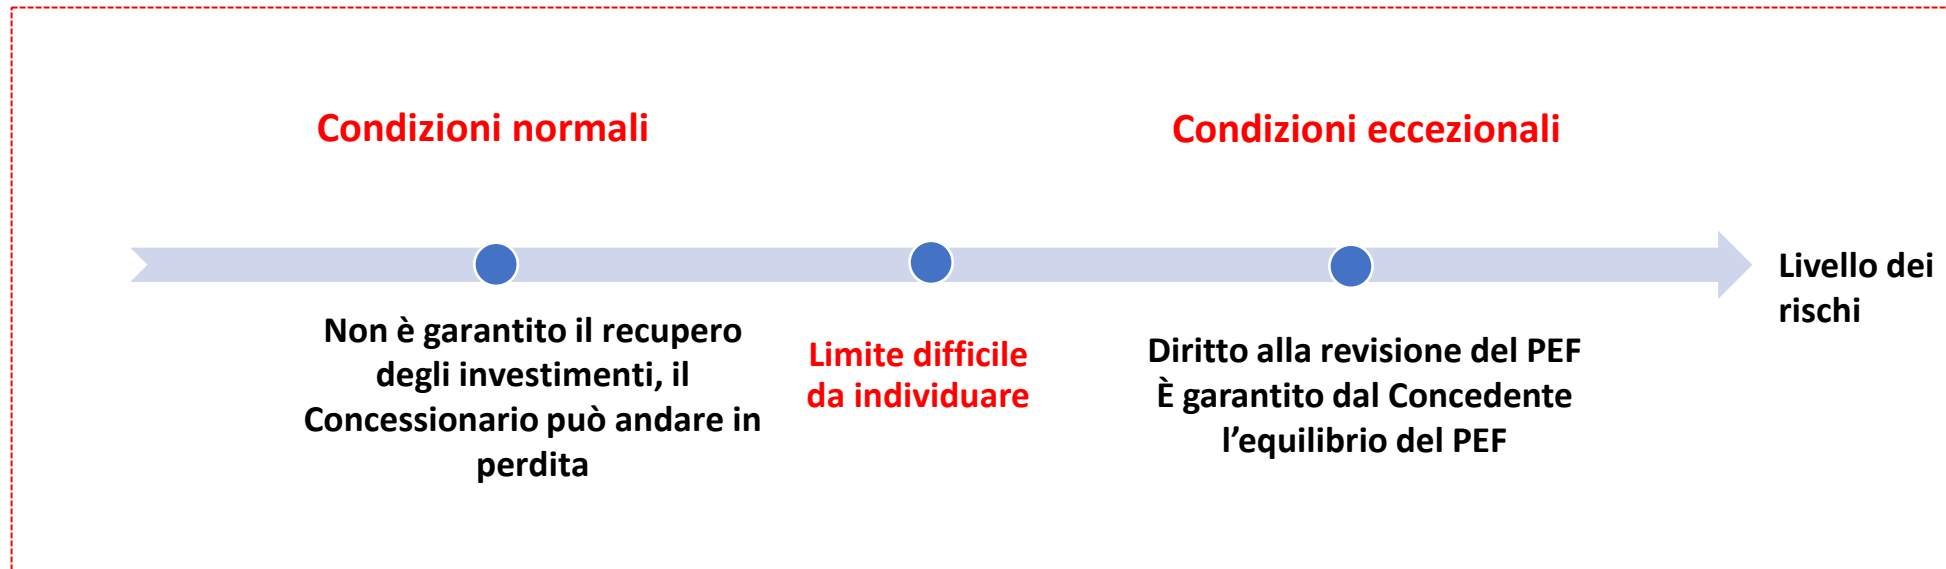 Condizioni normali
Condizioni eccezionali
Livello dei
rischi
Non è garantito il recupero
degli investimenti, il
Concessionario può andare in
perdita
Limite difficile
da individuare
Diritto alla revisione del PEF
È garantito dal Concedente
l’equilibrio del PEF